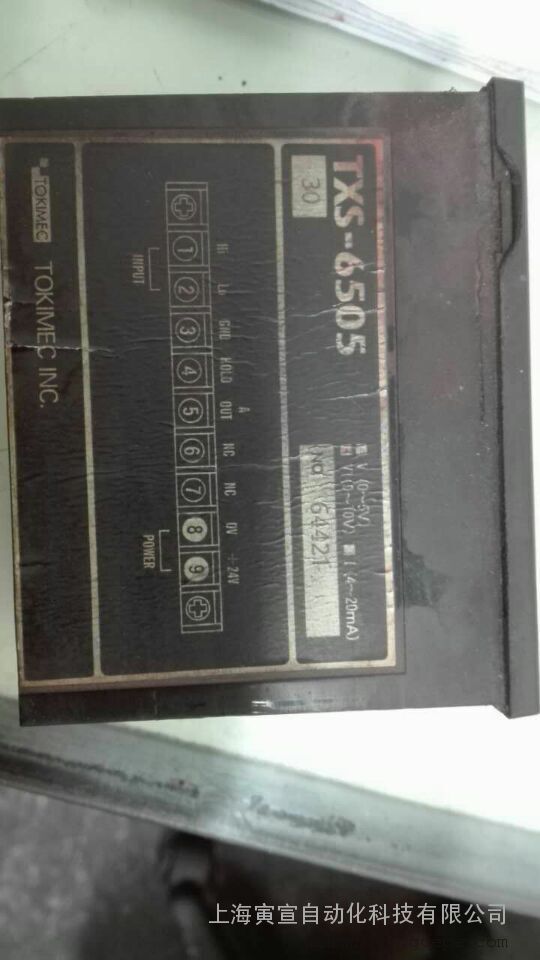 TXS-6505
30
V (0~5V)
V (0~10V)
I (4~20mA)
No. 64421
Hi Lo GND HOLD A OUT NC NC 0V +24V
1 2 3 4 5 6 7 8 9
INPUT
POWER
TOKIMEC
TOKIMEC INC.
上海寅宣自动化科技有限公司